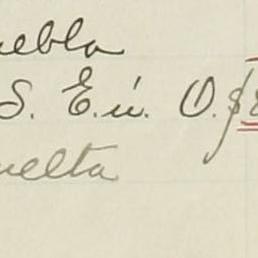 uebla
S. E. ú. O. $
uelta